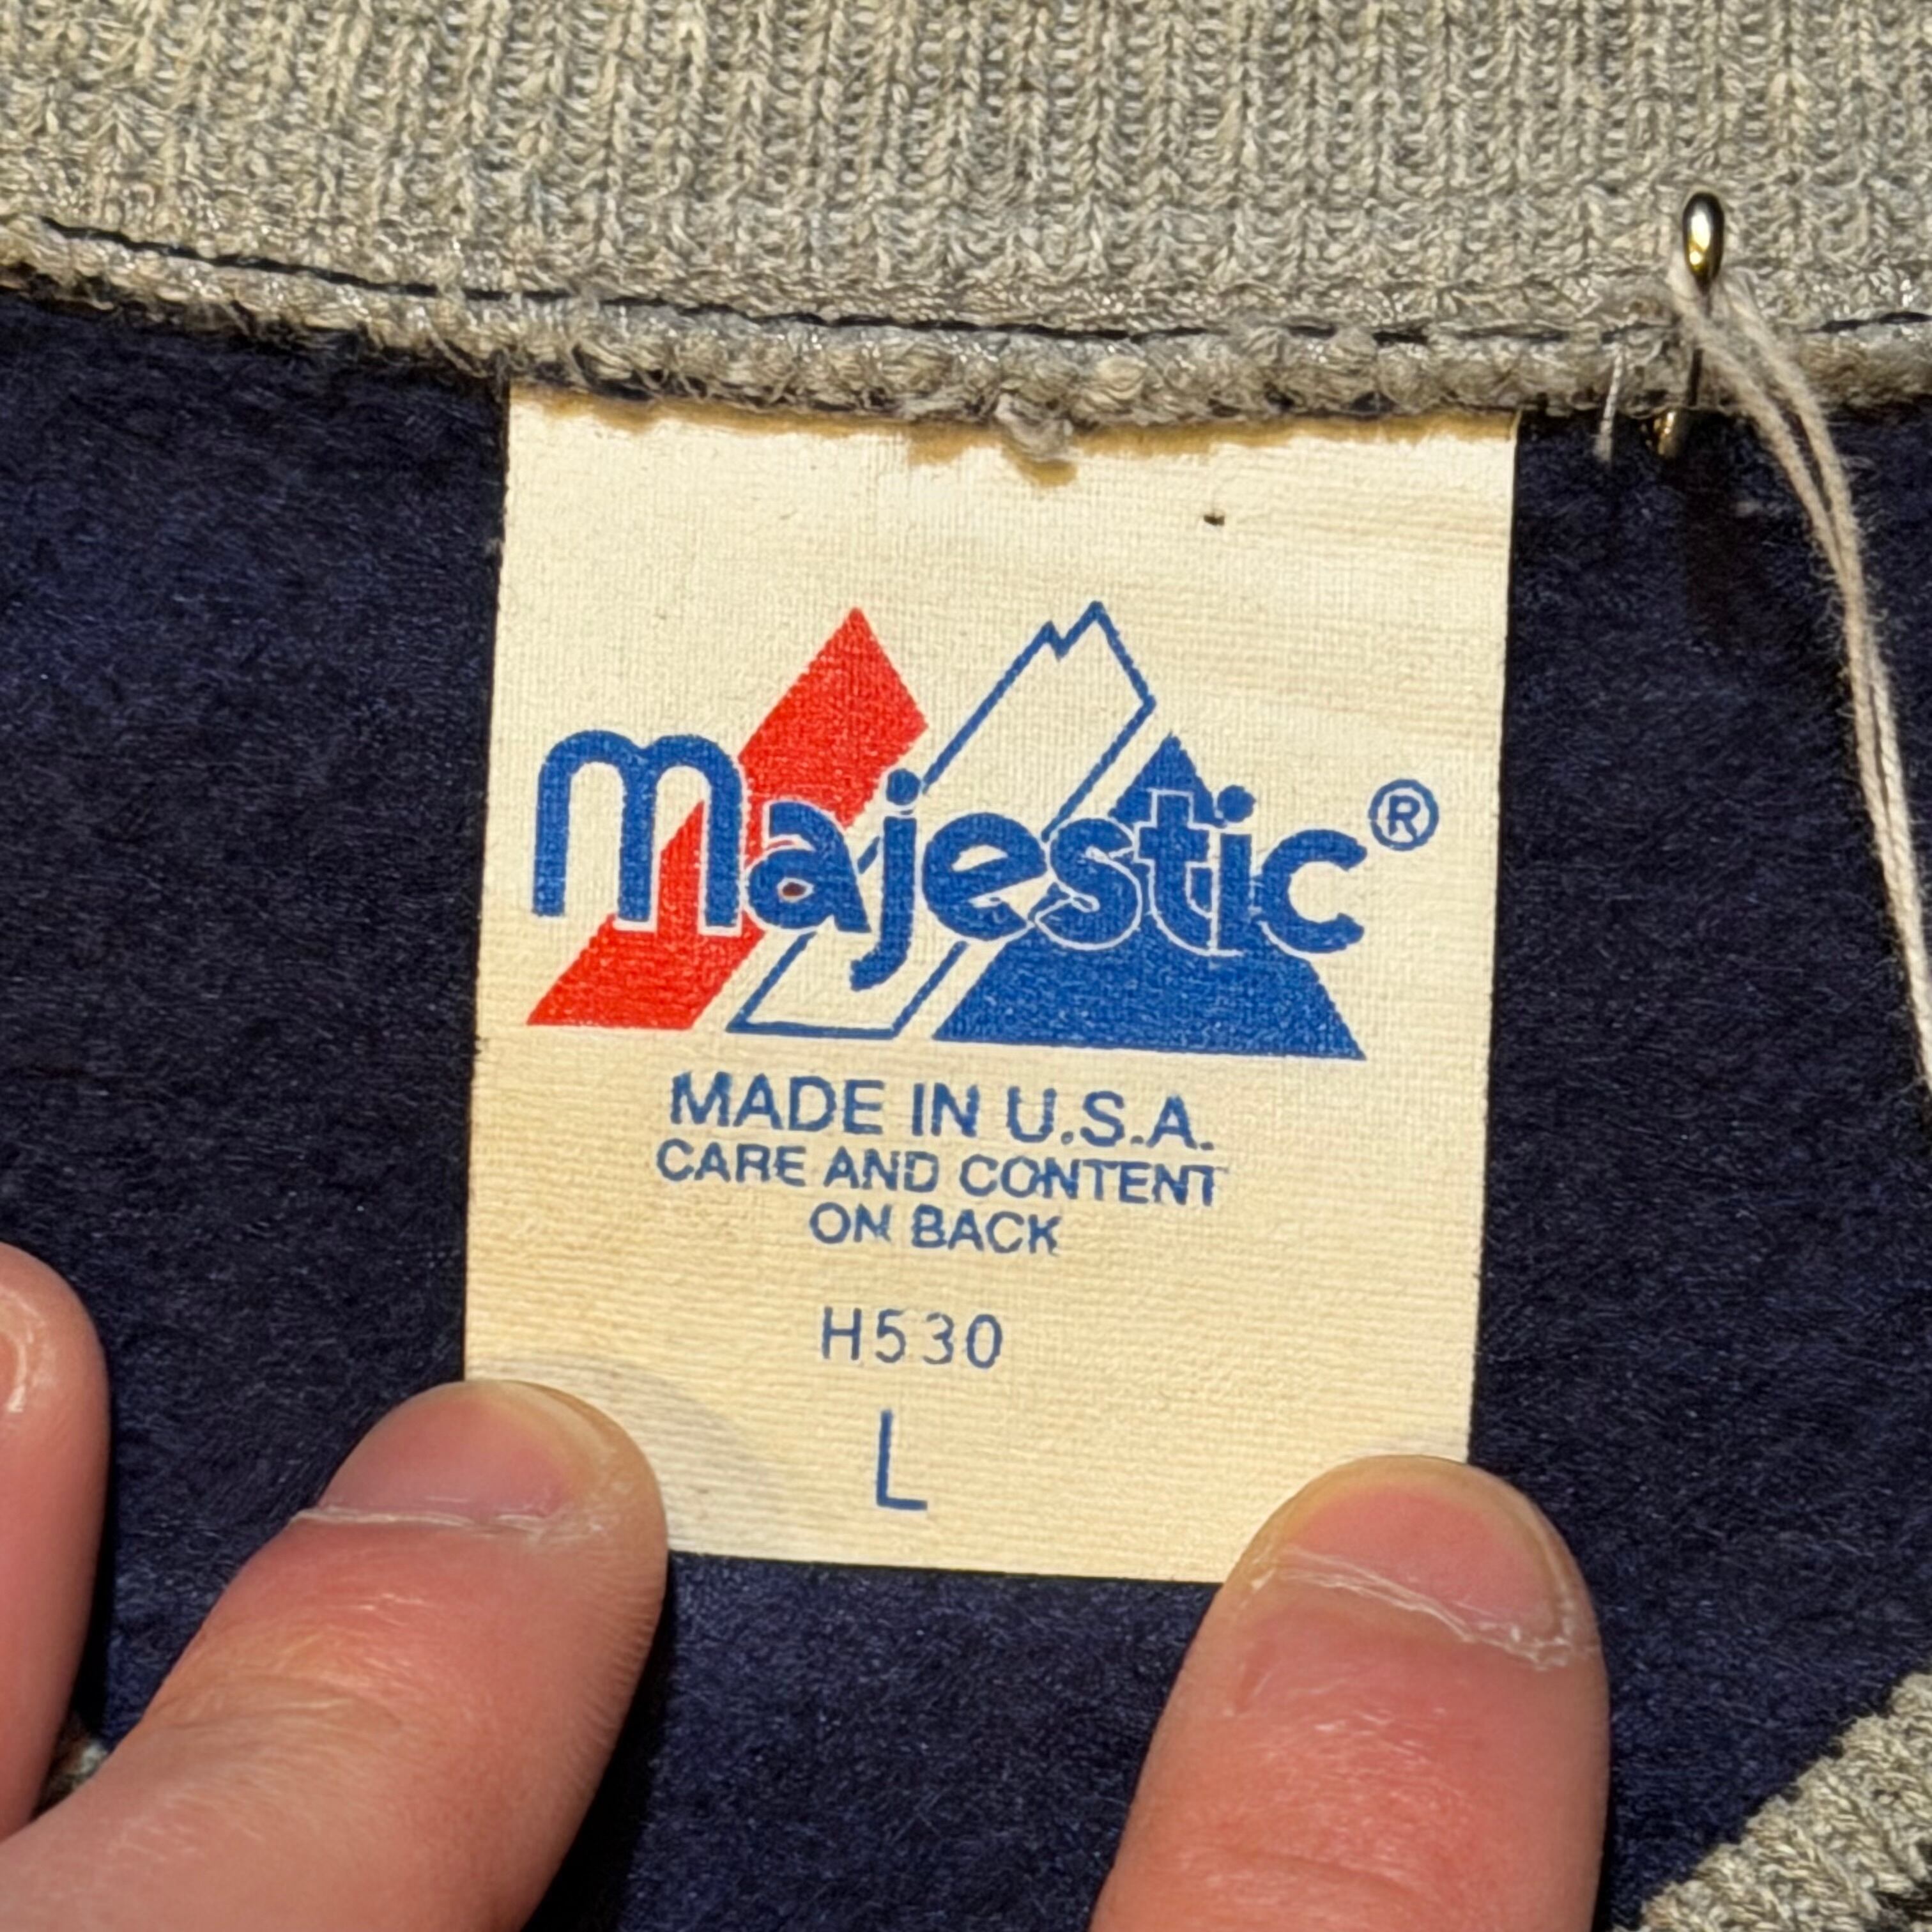 majestic®
MADE IN U.S.A.
CARE AND CONTENT
ON BACK
H530
L